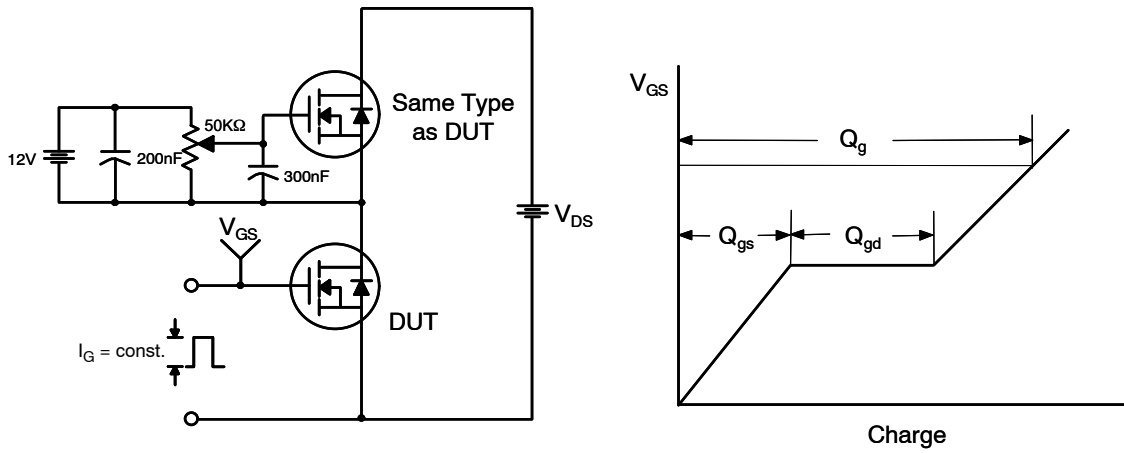 Same Type
as DUT
50KΩ
12V
200nF
300nF
V_GS
V_DS
DUT
I_G = const.
V_GS
Q_g
Q_gs
Q_gd
Charge